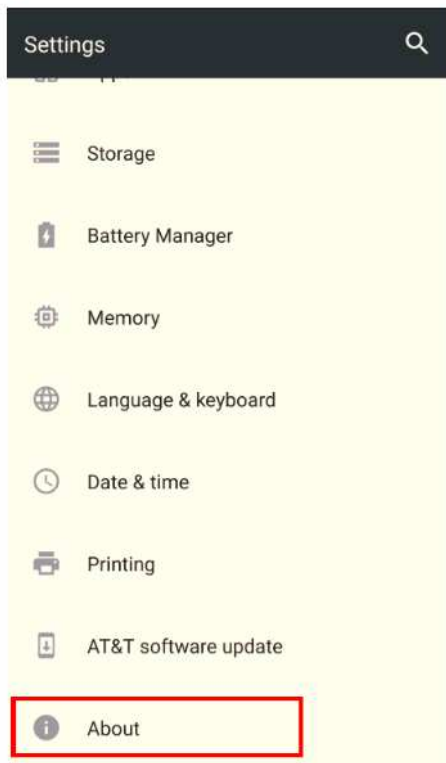 Settings
Storage
Battery Manager
Memory
Language & keyboard
Date & time
Printing
AT&T software update
About